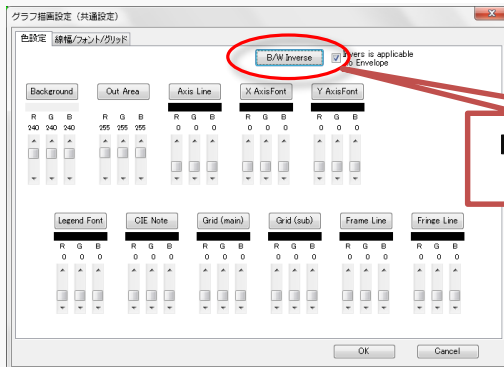 グラフ描画設定（共通設定）
色設定 線幅/フォント/グリッド
B/W Inverse
Invers is applicable
to Envelope
Background Out Area Axis Line X AxisFont Y AxisFont
R G B R G B R G B R G B R G B
240 240 240 255 255 255 0 0 0 0 0 0 0 0 0
Legend Font CIE Note Grid (main) Grid (sub) Frame Line Fringe Line
R G B R G B R G B R G B R G B R G B
0 0 0 0 0 0 0 0 0 0 0 0 0 0 0 0 0 0
OK Cancel